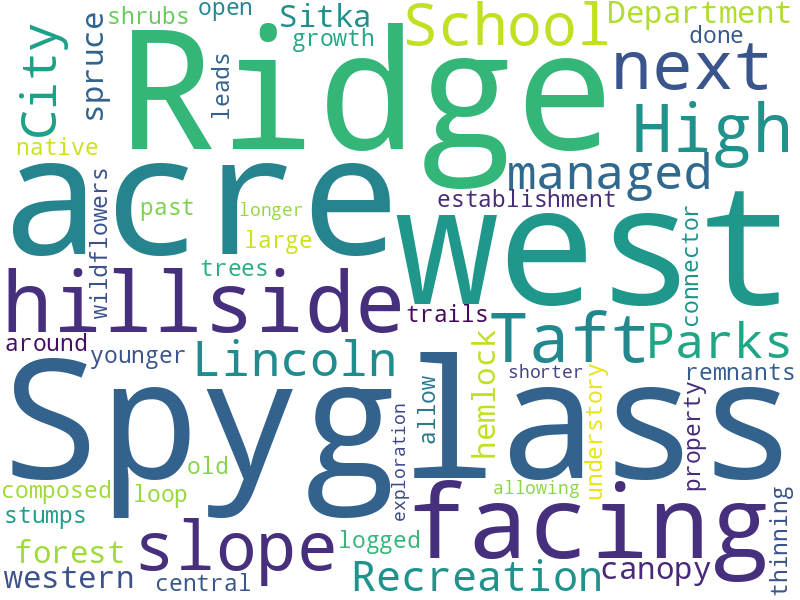 shrubs
open
Sitka
School
Department
growth
done
City
spruce
leads
Ridge
next
High
native
managed
acre
establishment
west
past
longer
wildflowers
large
trees
connector
hillside
trails
around
younger
Lincoln
Taft
Parks
hemlock
shorter
remnants
Spyglass
allow
understory
property
exploration
old
composed
loop
allowing
stumps
facing
thinning
slope
logged
forest
canopy
western
central
Recreation